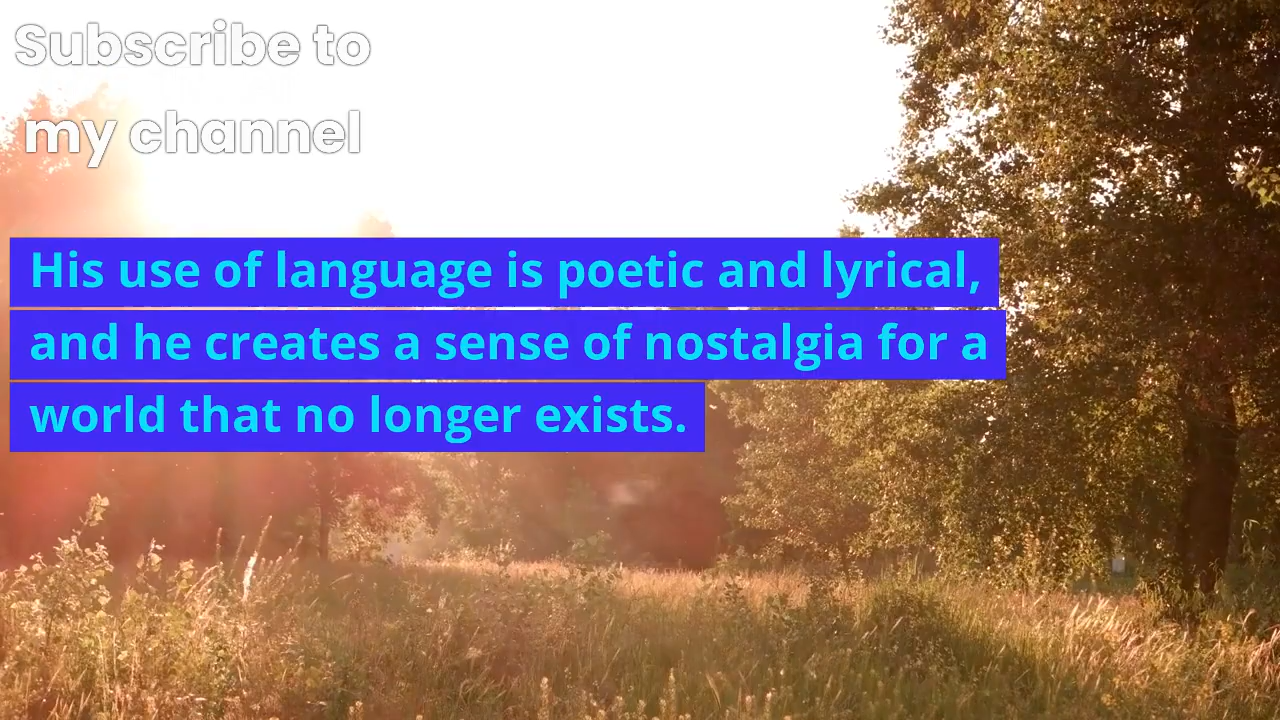 Subscribe to
my channel
His use of language is poetic and lyrical,
and he creates a sense of nostalgia for a
world that no longer exists.